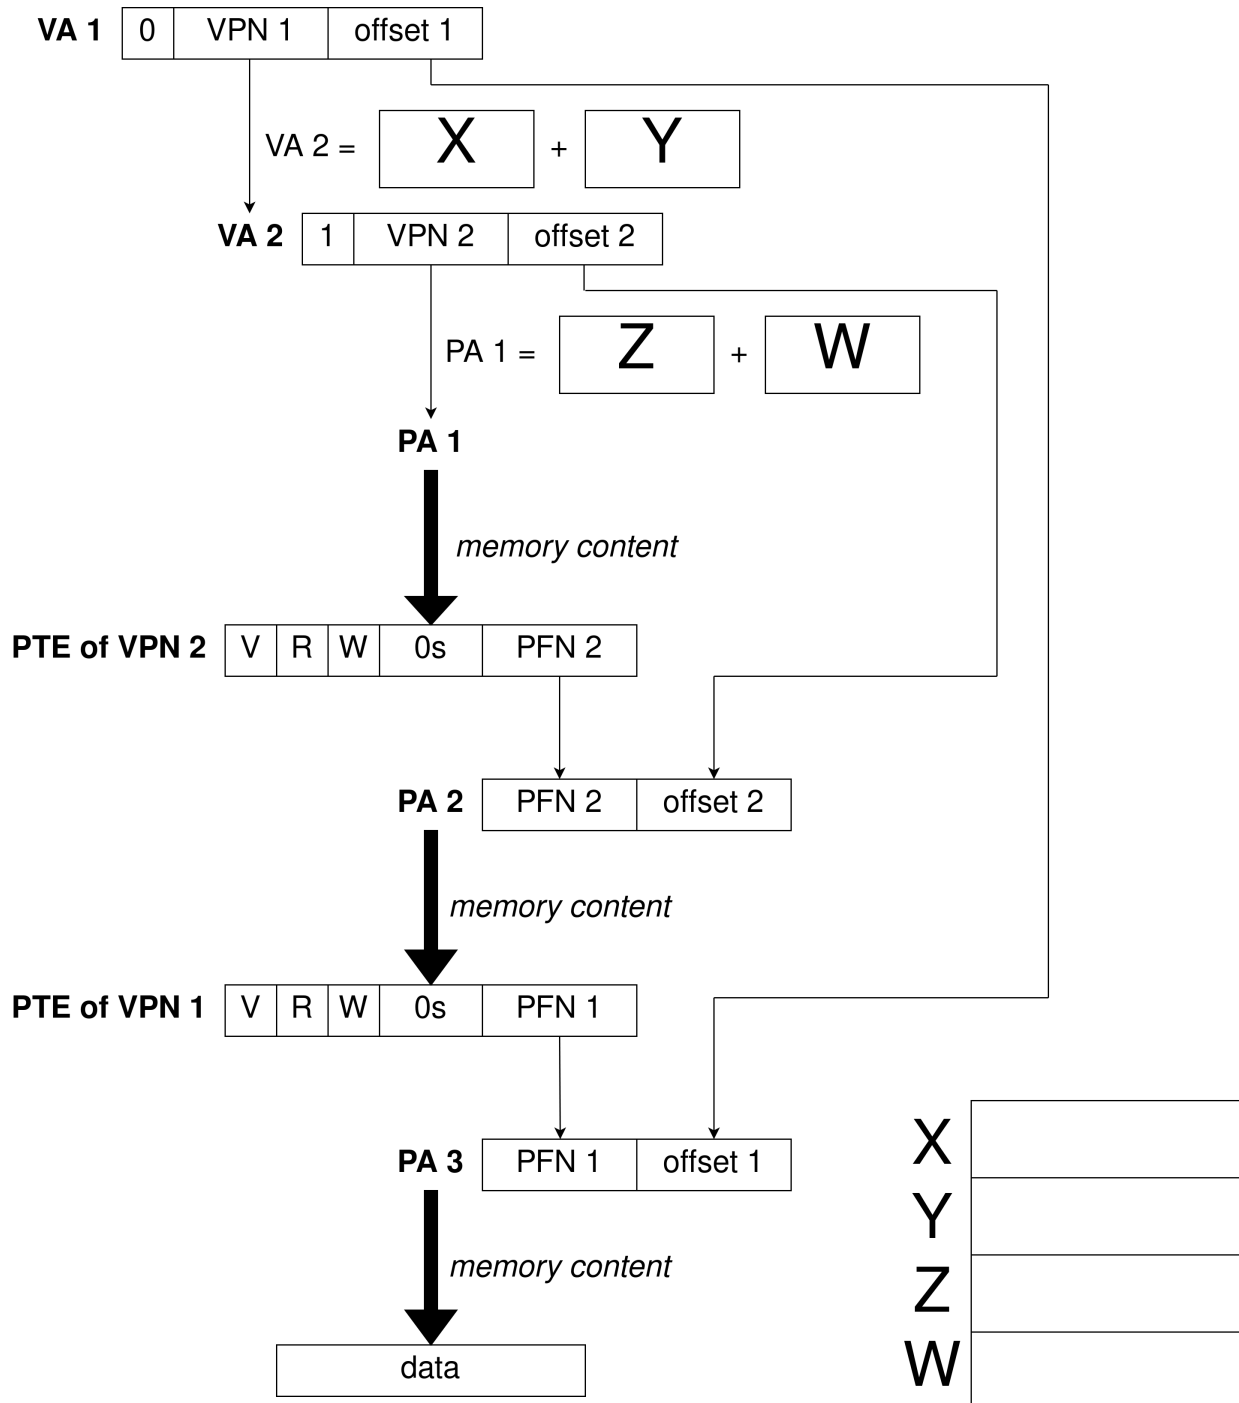 VA 1 0 VPN 1 offset 1
VA 2 = X + Y
VA 2 1 VPN 2 offset 2
PA 1 = Z + W
PA 1
memory content
PTE of VPN 2 V R W 0s PFN 2
PA 2 PFN 2 offset 2
memory content
PTE of VPN 1 V R W 0s PFN 1
PA 3 PFN 1 offset 1
memory content
data
X
Y
Z
W